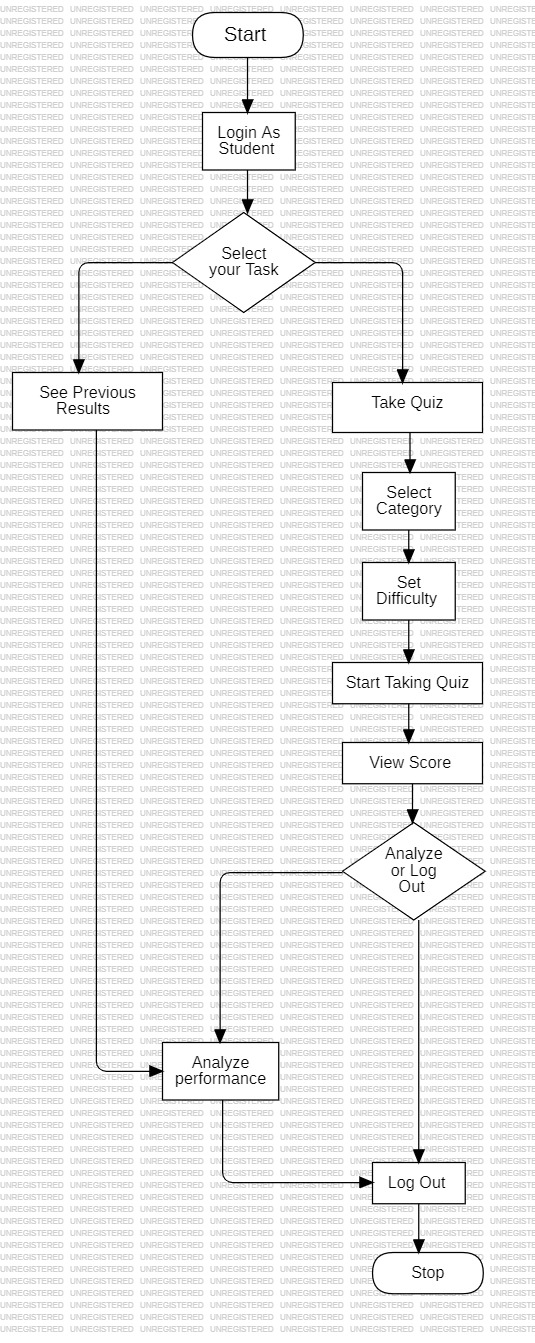 Start
Login As
Student
Select
your Task
See Previous
Results
Take Quiz
Select
Category
Set
Difficulty
Start Taking Quiz
View Score
Analyze
or Log
Out
Analyze
performance
Log Out
Stop
UNREGISTERED